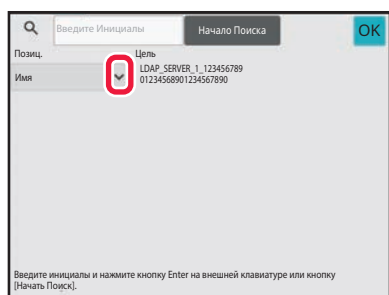 Введите Инициалы
Начало Поиска
OK
Позиц.
Цель
Имя
LDAP_SERVER_1_123456789
01234568901234567890
Введите инициалы и нажмите кнопку Enter на внешней клавиатуре или кнопку
[Начать Поиск].